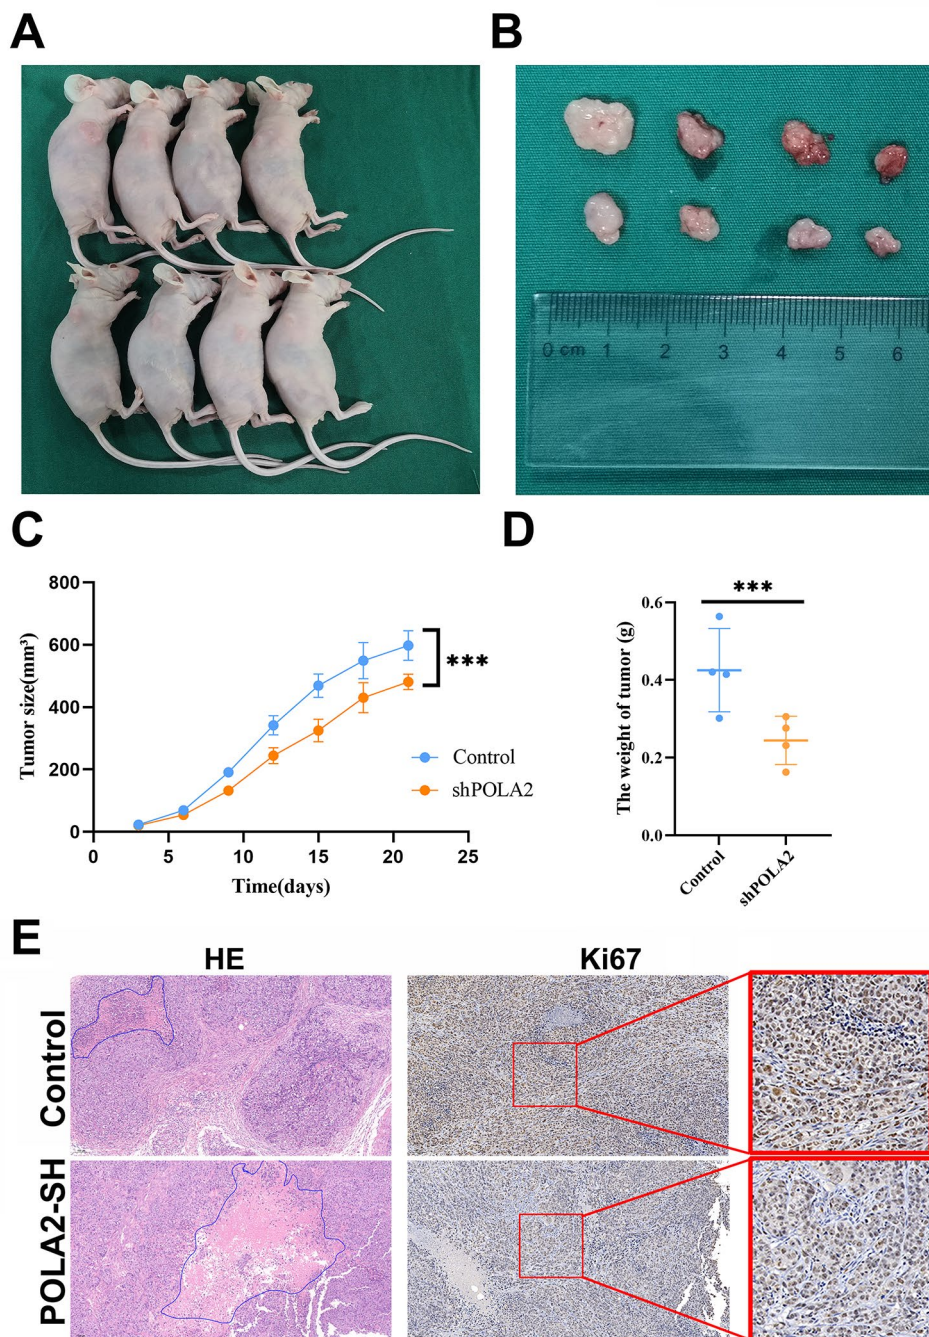 A
B
0 cm 1 2 3 4 5 6
C
D
800
600
400
200
0
0 5 10 15 20 25
Tumor size(mm³)
Time(days)
***
Control
shPOLA2
***
0.6
0.4
0.2
0.0
The weight of tumor (g)
Control
shPOLA2
E
HE
Ki67
Control
POLA2-SH